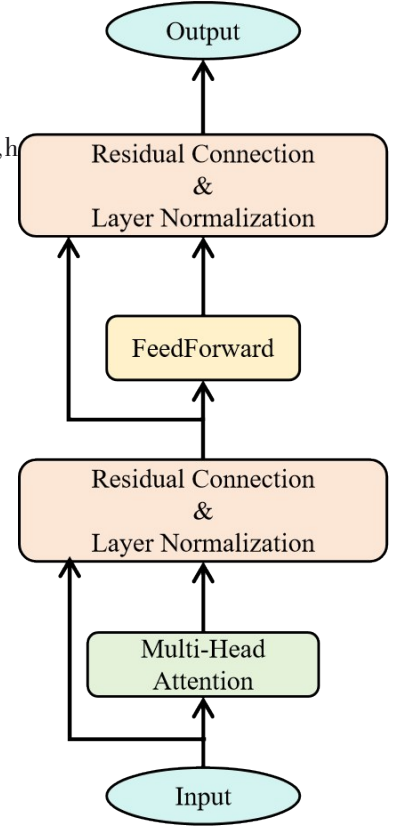 Output
,h
Residual Connection
&
Layer Normalization
FeedForward
Residual Connection
&
Layer Normalization
Multi-Head
Attention
Input